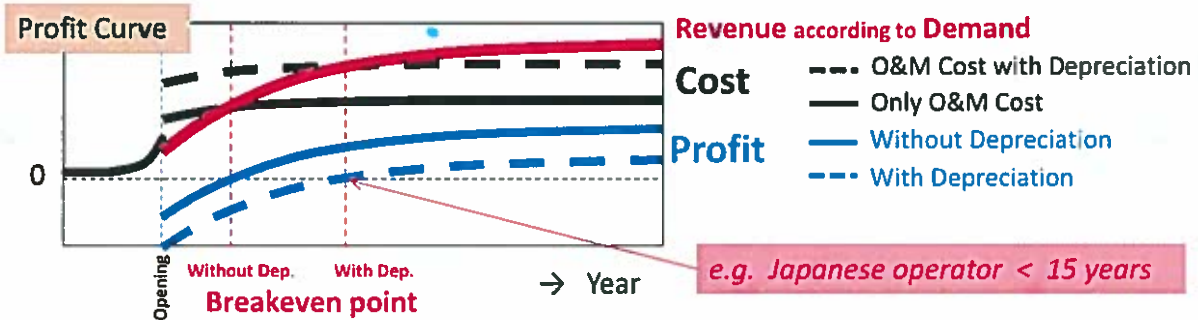 Profit Curve
Revenue according to Demand
Cost
O&M Cost with Depreciation
Only O&M Cost
Profit
Without Depreciation
With Depreciation
0
Opening
Without Dep.
With Dep.
Breakeven point
→ Year
e.g. Japanese operator < 15 years